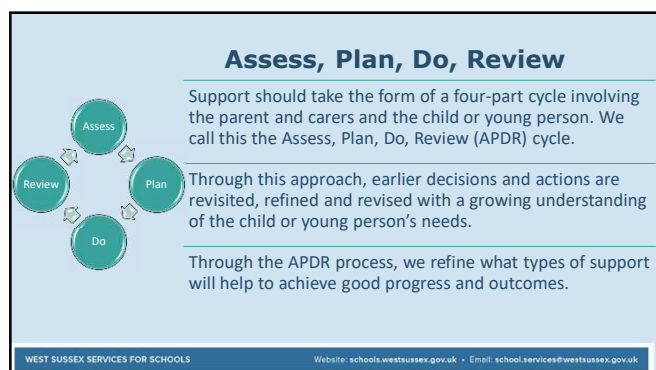 Assess, Plan, Do, Review
Assess
Review
Plan
Do
Support should take the form of a four-part cycle involving
the parent and carers and the child or young person. We
call this the Assess, Plan, Do, Review (APDR) cycle.
Through this approach, earlier decisions and actions are
revisited, refined and revised with a growing understanding
of the child or young person's needs.
Through the APDR process, we refine what types of support
will help to achieve good progress and outcomes.
WEST SUSSEX SERVICES FOR SCHOOLS
Website: schools.westsussex.gov.uk • Email: school.services@westsussex.gov.uk